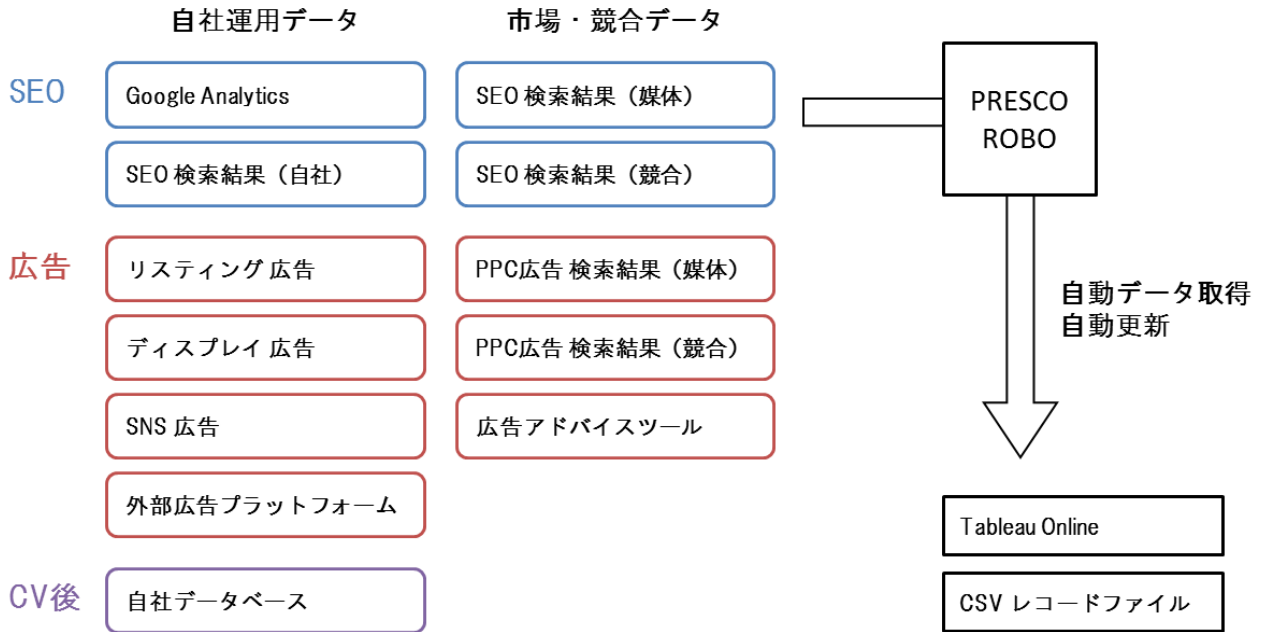 自社運用データ
市場・競合データ
SEO
Google Analytics
SEO 検索結果（媒体）
SEO 検索結果（自社）
SEO 検索結果（競合）
広告
リスティング 広告
PPC広告 検索結果（媒体）
ディスプレイ 広告
PPC広告 検索結果（競合）
SNS 広告
広告アドバイスツール
外部広告プラットフォーム
CV後
自社データベース
PRESCO
ROBO
自動データ取得
自動更新
Tableau Online
CSV レコードファイル